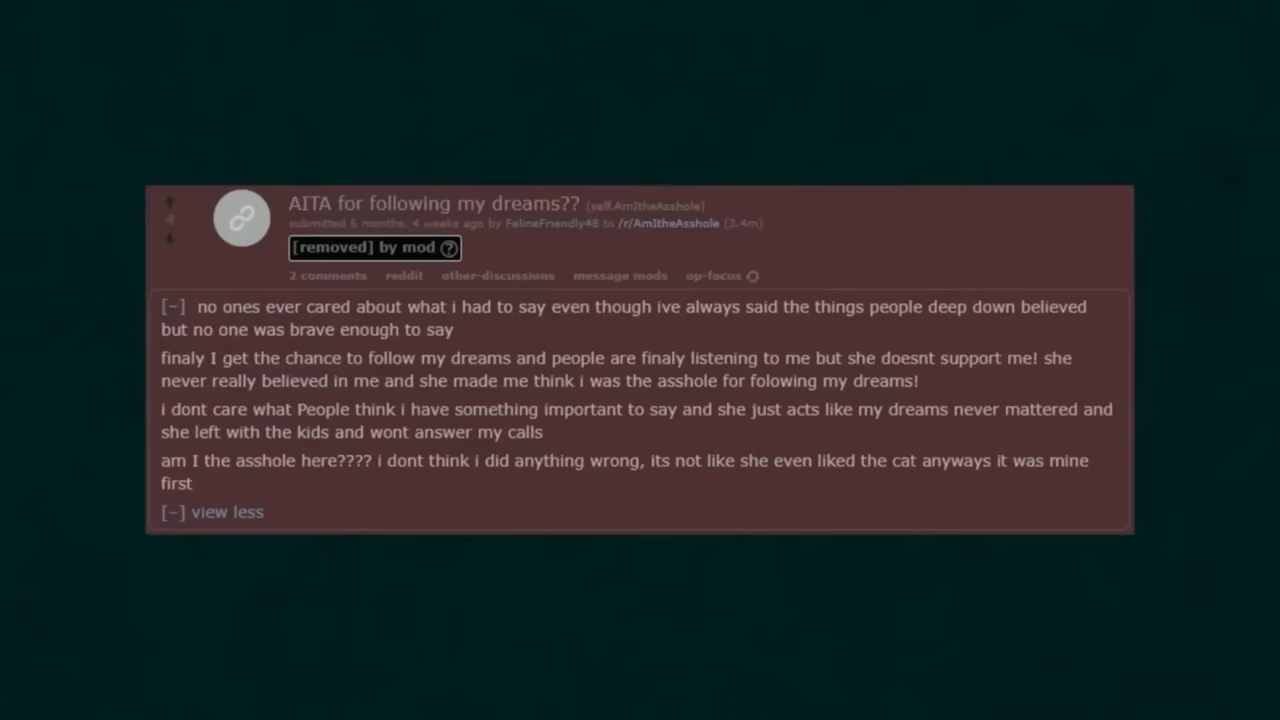 AITA for following my dreams?? (self.AmItheAsshole)
4
submitted 6 months, 4 weeks ago by FelineFriendly48 to /r/AmItheAsshole (3.4m)
[removed] by mod ?
2 comments reddit other-discussions message mods op-focus
[−] no ones ever cared about what i had to say even though ive always said the things people deep down believed
but no one was brave enough to say
finaly I get the chance to follow my dreams and people are finaly listening to me but she doesnt support me! she
never really believed in me and she made me think i was the asshole for folowing my dreams!
i dont care what People think i have something important to say and she just acts like my dreams never mattered and
she left with the kids and wont answer my calls
am I the asshole here???? i dont think i did anything wrong, its not like she even liked the cat anyways it was mine
first
[−] view less